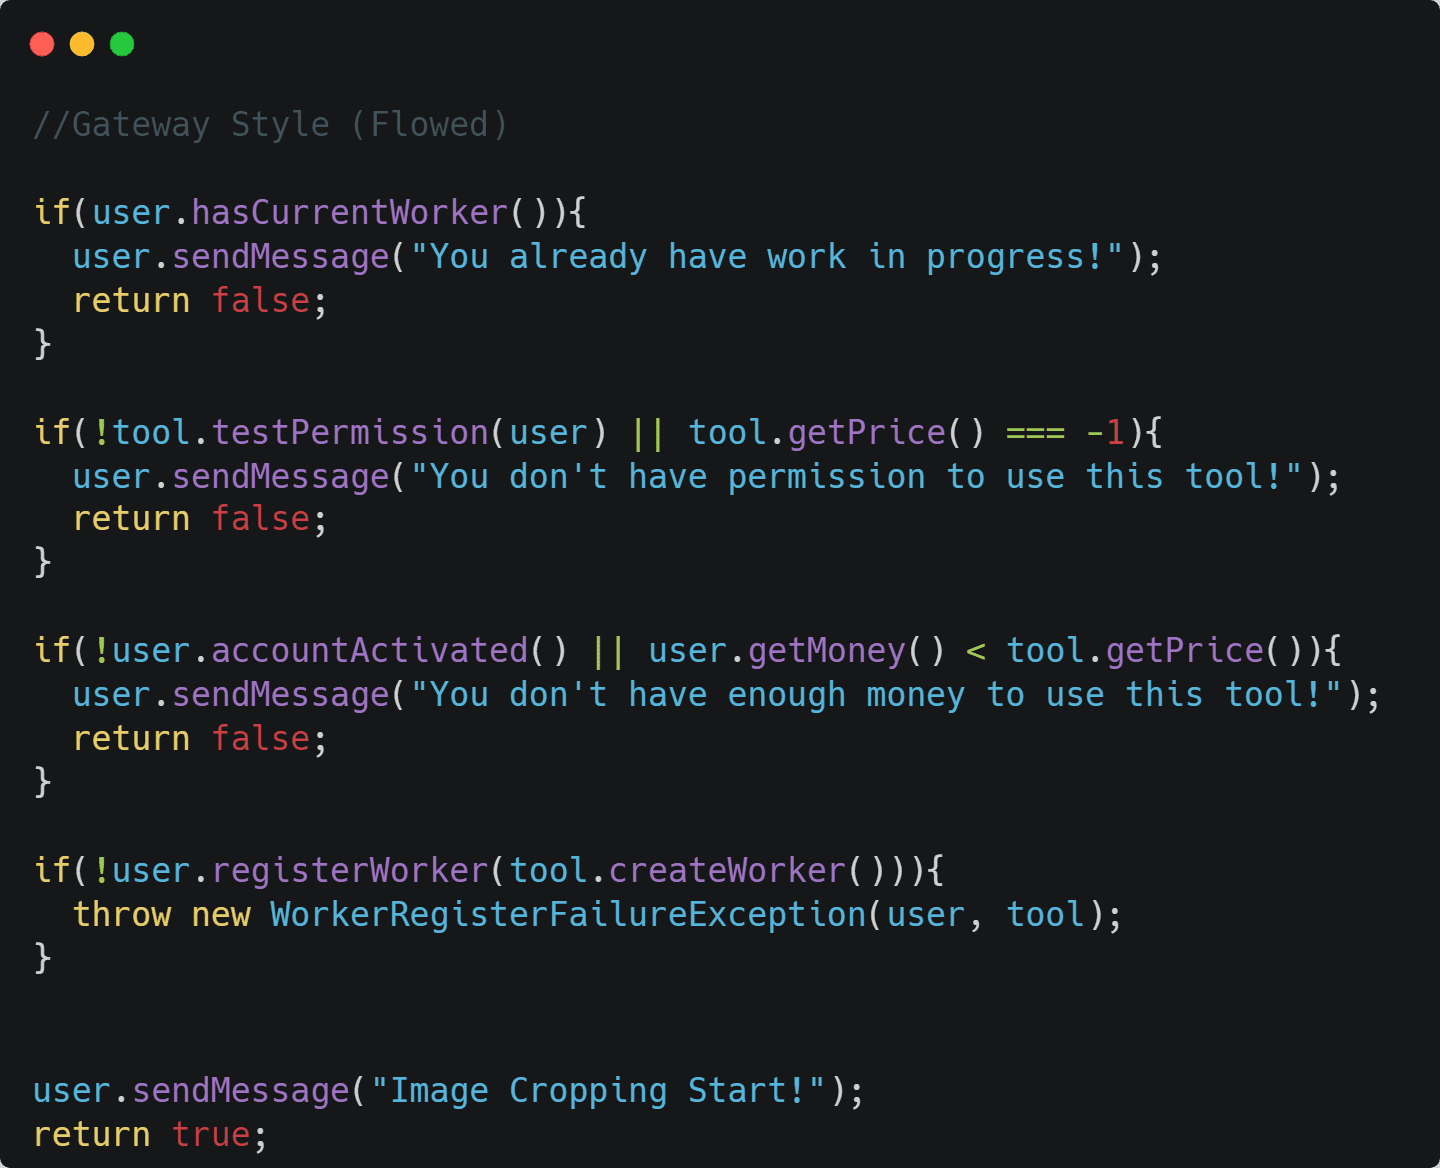 //Gateway Style (Flowed)

if(user.hasCurrentWorker()){
  user.sendMessage("You already have work in progress!");
  return false;
}

if(!tool.testPermission(user) || tool.getPrice() === -1){
  user.sendMessage("You don't have permission to use this tool!");
  return false;
}

if(!user.accountActivated() || user.getMoney() < tool.getPrice()){
  user.sendMessage("You don't have enough money to use this tool!");
  return false;
}

if(!user.registerWorker(tool.createWorker())){
  throw new WorkerRegisterFailureException(user, tool);
}


user.sendMessage("Image Cropping Start!");
return true;